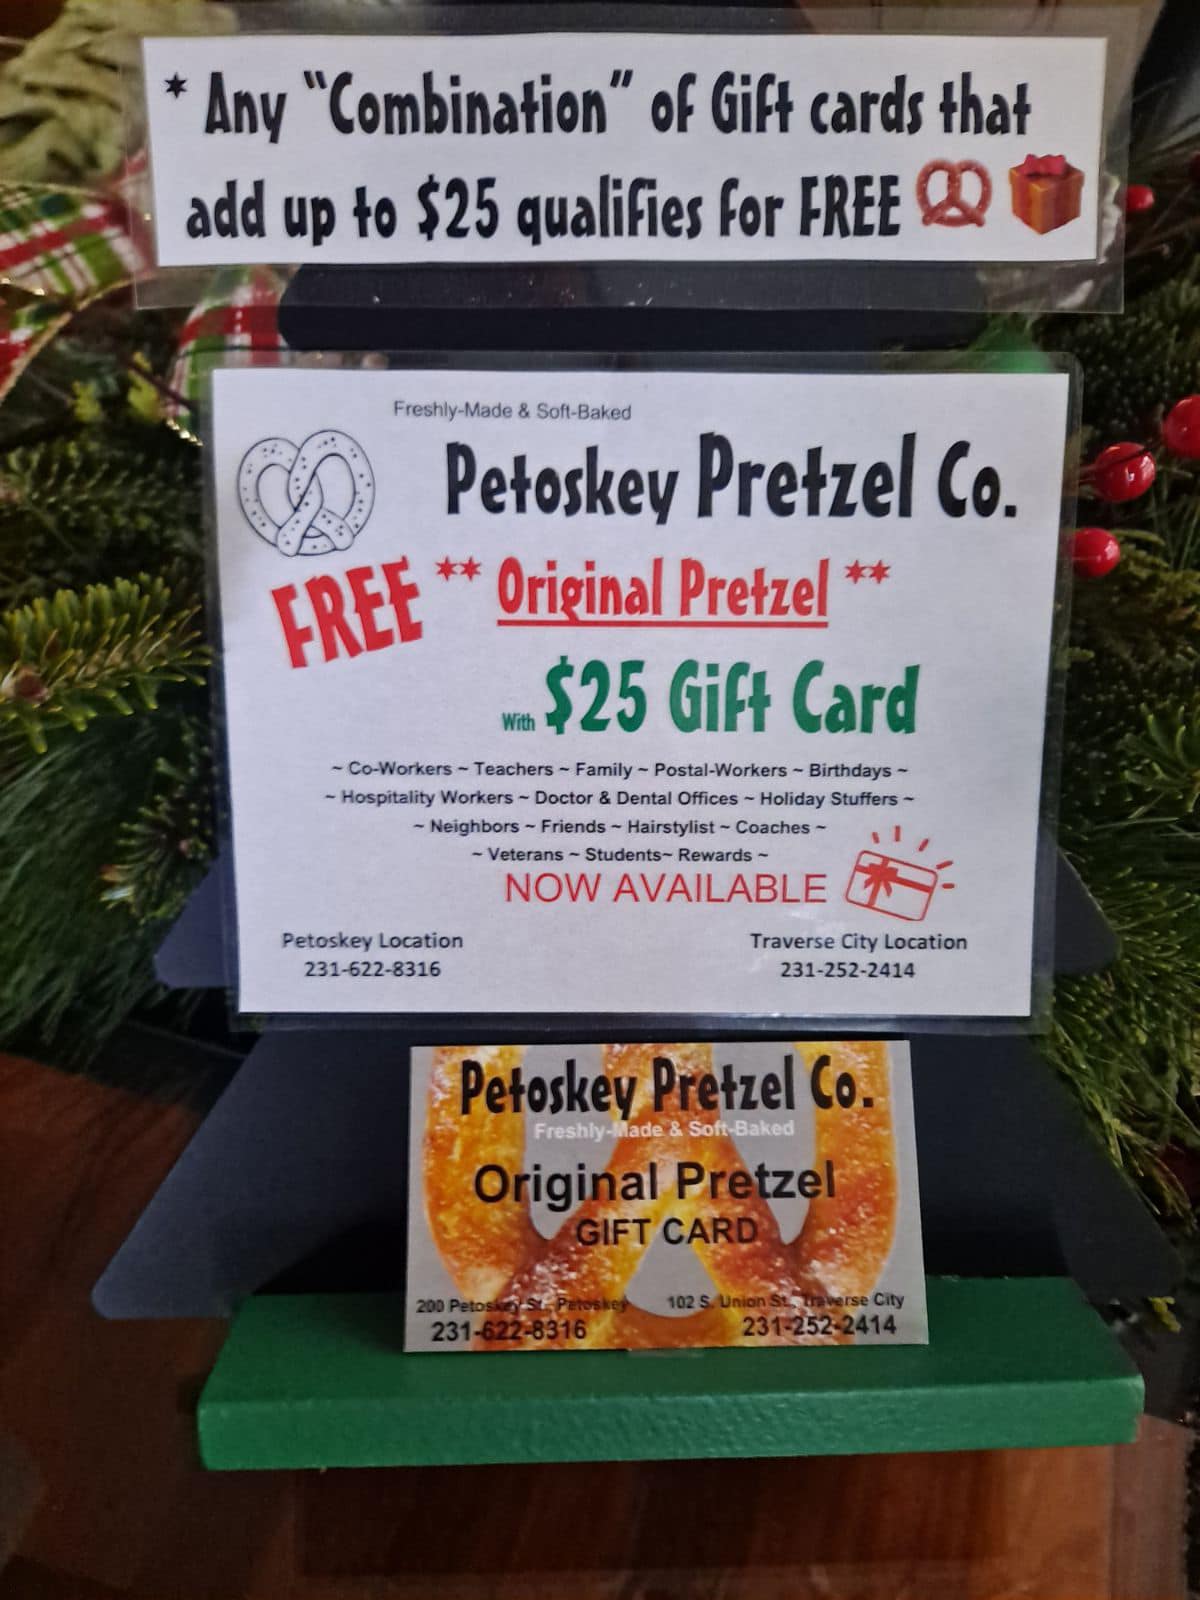 * Any "Combination" of Gift cards that
add up to $25 qualifies for FREE
Freshly-Made & Soft-Baked
Petoskey Pretzel Co.
FREE ** Original Pretzel **
With $25 Gift Card
~ Co-Workers ~ Teachers ~ Family ~ Postal-Workers ~ Birthdays ~
~ Hospitality Workers ~ Doctor & Dental Offices ~ Holiday Stuffers ~
~ Neighbors ~ Friends ~ Hairstylist ~ Coaches ~
~ Veterans ~ Students~ Rewards ~
NOW AVAILABLE
Petoskey Location
231-622-8316
Traverse City Location
231-252-2414
Petoskey Pretzel Co.
Freshly-Made & Soft-Baked
Original Pretzel
GIFT CARD
200 Petoskey St., Petoskey
231-622-8316
102 S. Union St., Traverse City
231-252-2414